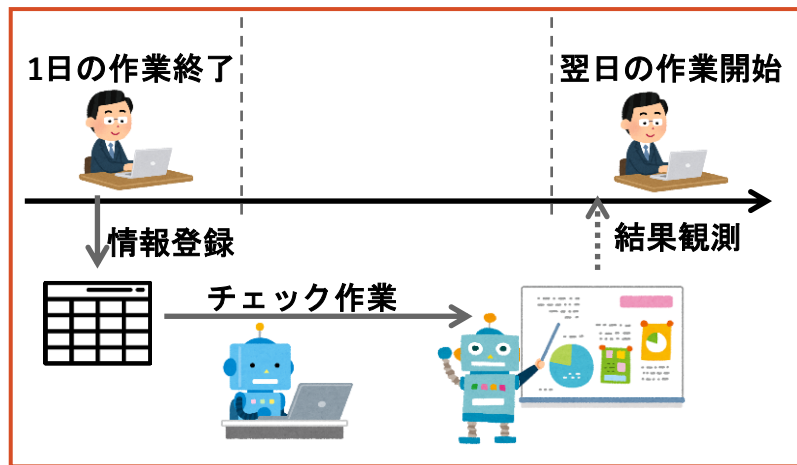 1日の作業終了
翌日の作業開始
情報登録
結果観測
チェック作業